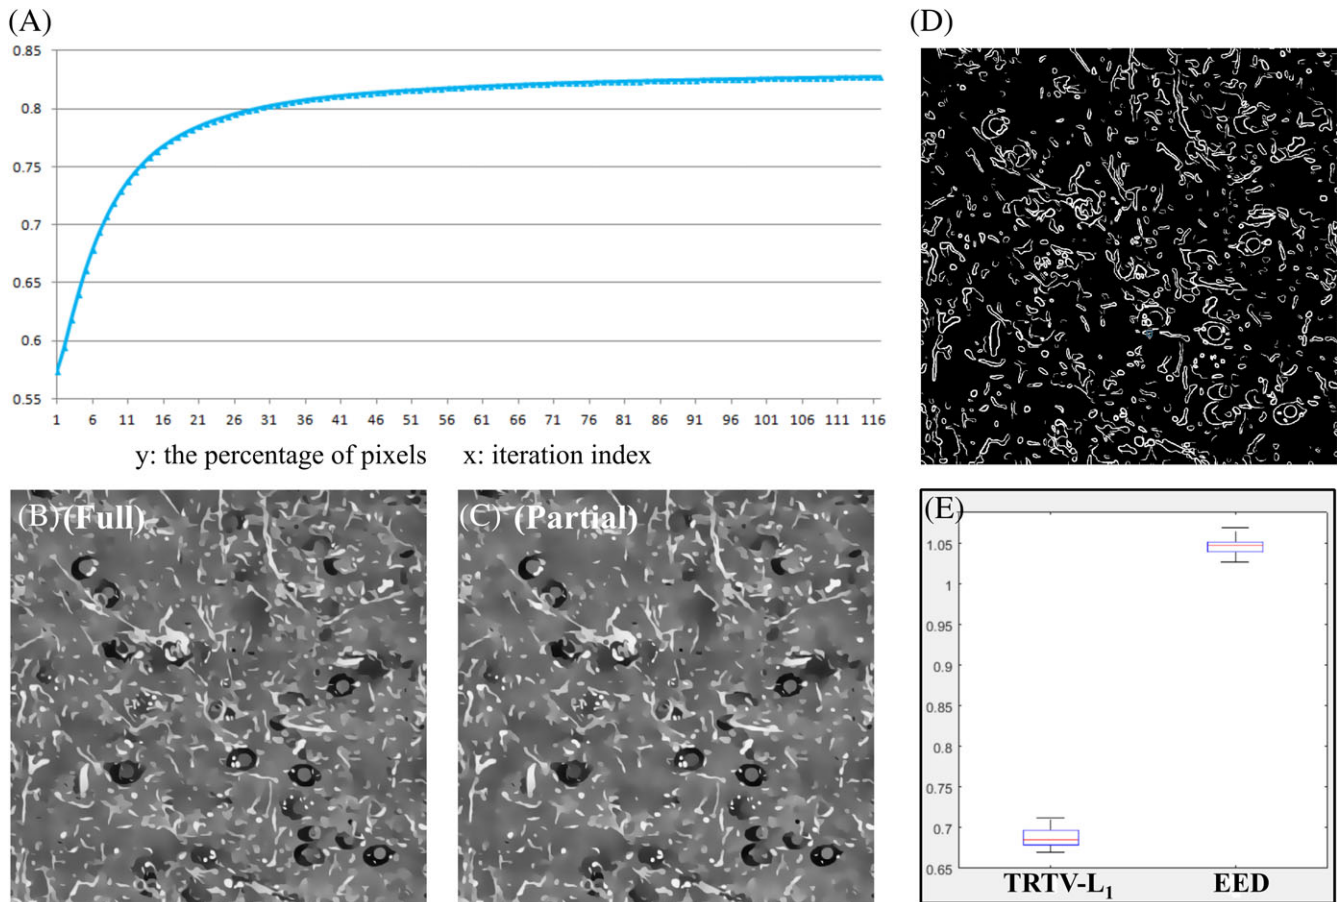 (A)
0.85
0.8
0.75
0.7
0.65
0.6
0.55
1 6 11 16 21 26 31 36 41 46 51 56 61 66 71 76 81 86 91 96 101 106 111 116
y: the percentage of pixels x: iteration index
(B) (Full)
(C) (Partial)
(D)
(E)
1.05
1
0.95
0.9
0.85
0.8
0.75
0.7
0.65
TRTV-L₁ EED